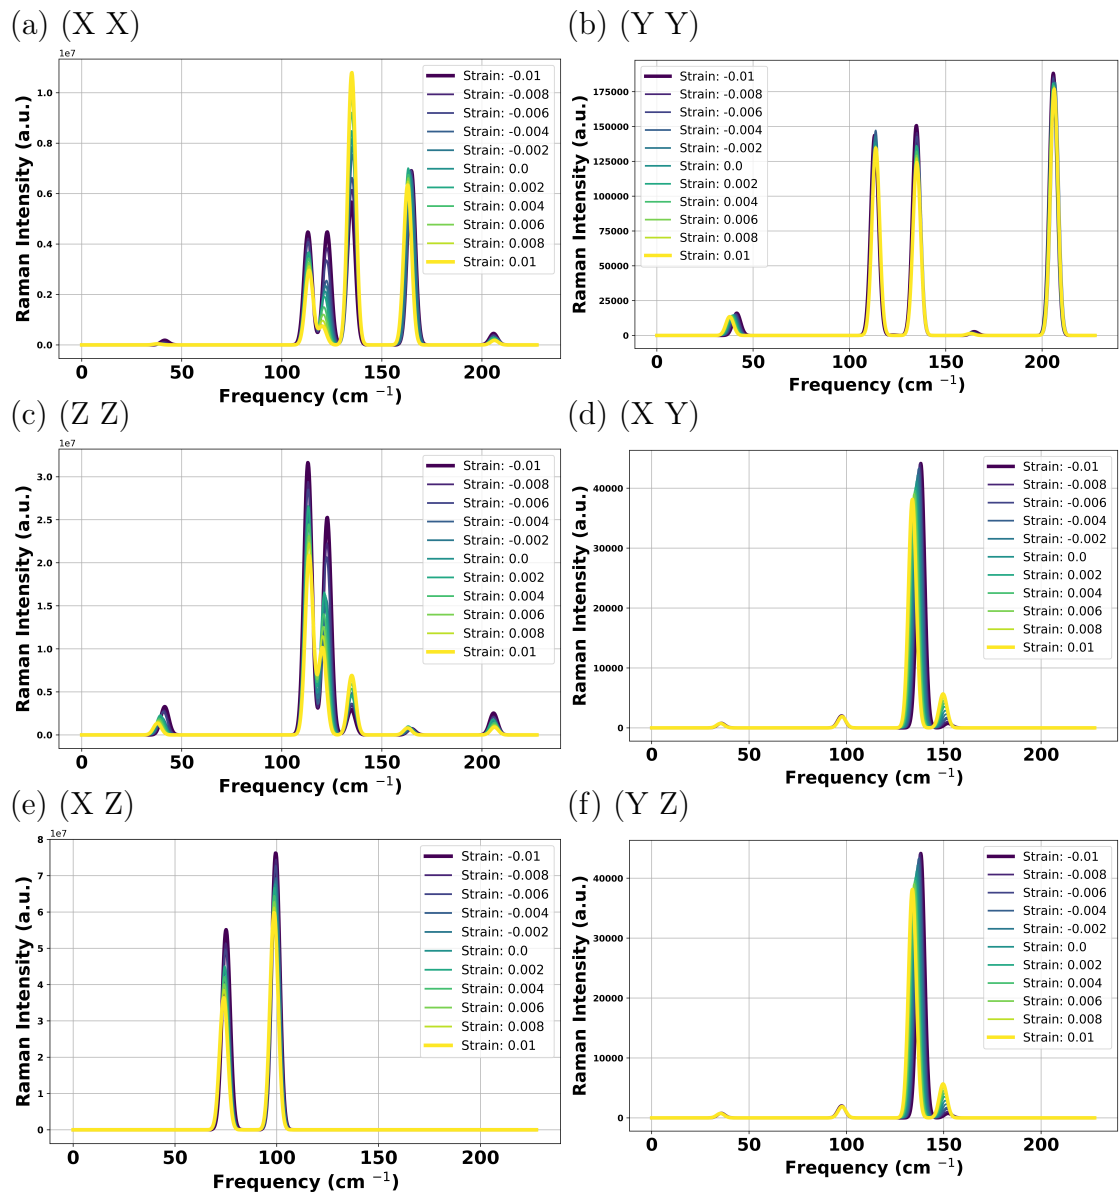 (a) (X X)
1e7
Raman Intensity (a.u.)
1.0
0.8
0.6
0.4
0.2
0.0
Strain: -0.01
Strain: -0.008
Strain: -0.006
Strain: -0.004
Strain: -0.002
Strain: 0.0
Strain: 0.002
Strain: 0.004
Strain: 0.006
Strain: 0.008
Strain: 0.01
0 50 100 150 200
Frequency (cm ⁻¹)
(b) (Y Y)
Raman Intensity (a.u.)
175000
150000
125000
100000
75000
50000
25000
0
Strain: -0.01
Strain: -0.008
Strain: -0.006
Strain: -0.004
Strain: -0.002
Strain: 0.0
Strain: 0.002
Strain: 0.004
Strain: 0.006
Strain: 0.008
Strain: 0.01
0 50 100 150 200
Frequency (cm ⁻¹)
(c) (Z Z)
1e7
Raman Intensity (a.u.)
3.0
2.5
2.0
1.5
1.0
0.5
0.0
Strain: -0.01
Strain: -0.008
Strain: -0.006
Strain: -0.004
Strain: -0.002
Strain: 0.0
Strain: 0.002
Strain: 0.004
Strain: 0.006
Strain: 0.008
Strain: 0.01
0 50 100 150 200
Frequency (cm ⁻¹)
(d) (X Y)
Raman Intensity (a.u.)
40000
30000
20000
10000
0
Strain: -0.01
Strain: -0.008
Strain: -0.006
Strain: -0.004
Strain: -0.002
Strain: 0.0
Strain: 0.002
Strain: 0.004
Strain: 0.006
Strain: 0.008
Strain: 0.01
0 50 100 150 200
Frequency (cm ⁻¹)
(e) (X Z)
1e7
Raman Intensity (a.u.)
8
7
6
5
4
3
2
1
0
Strain: -0.01
Strain: -0.008
Strain: -0.006
Strain: -0.004
Strain: -0.002
Strain: 0.0
Strain: 0.002
Strain: 0.004
Strain: 0.006
Strain: 0.008
Strain: 0.01
0 50 100 150 200
Frequency (cm ⁻¹)
(f) (Y Z)
Raman Intensity (a.u.)
40000
30000
20000
10000
0
Strain: -0.01
Strain: -0.008
Strain: -0.006
Strain: -0.004
Strain: -0.002
Strain: 0.0
Strain: 0.002
Strain: 0.004
Strain: 0.006
Strain: 0.008
Strain: 0.01
0 50 100 150 200
Frequency (cm ⁻¹)